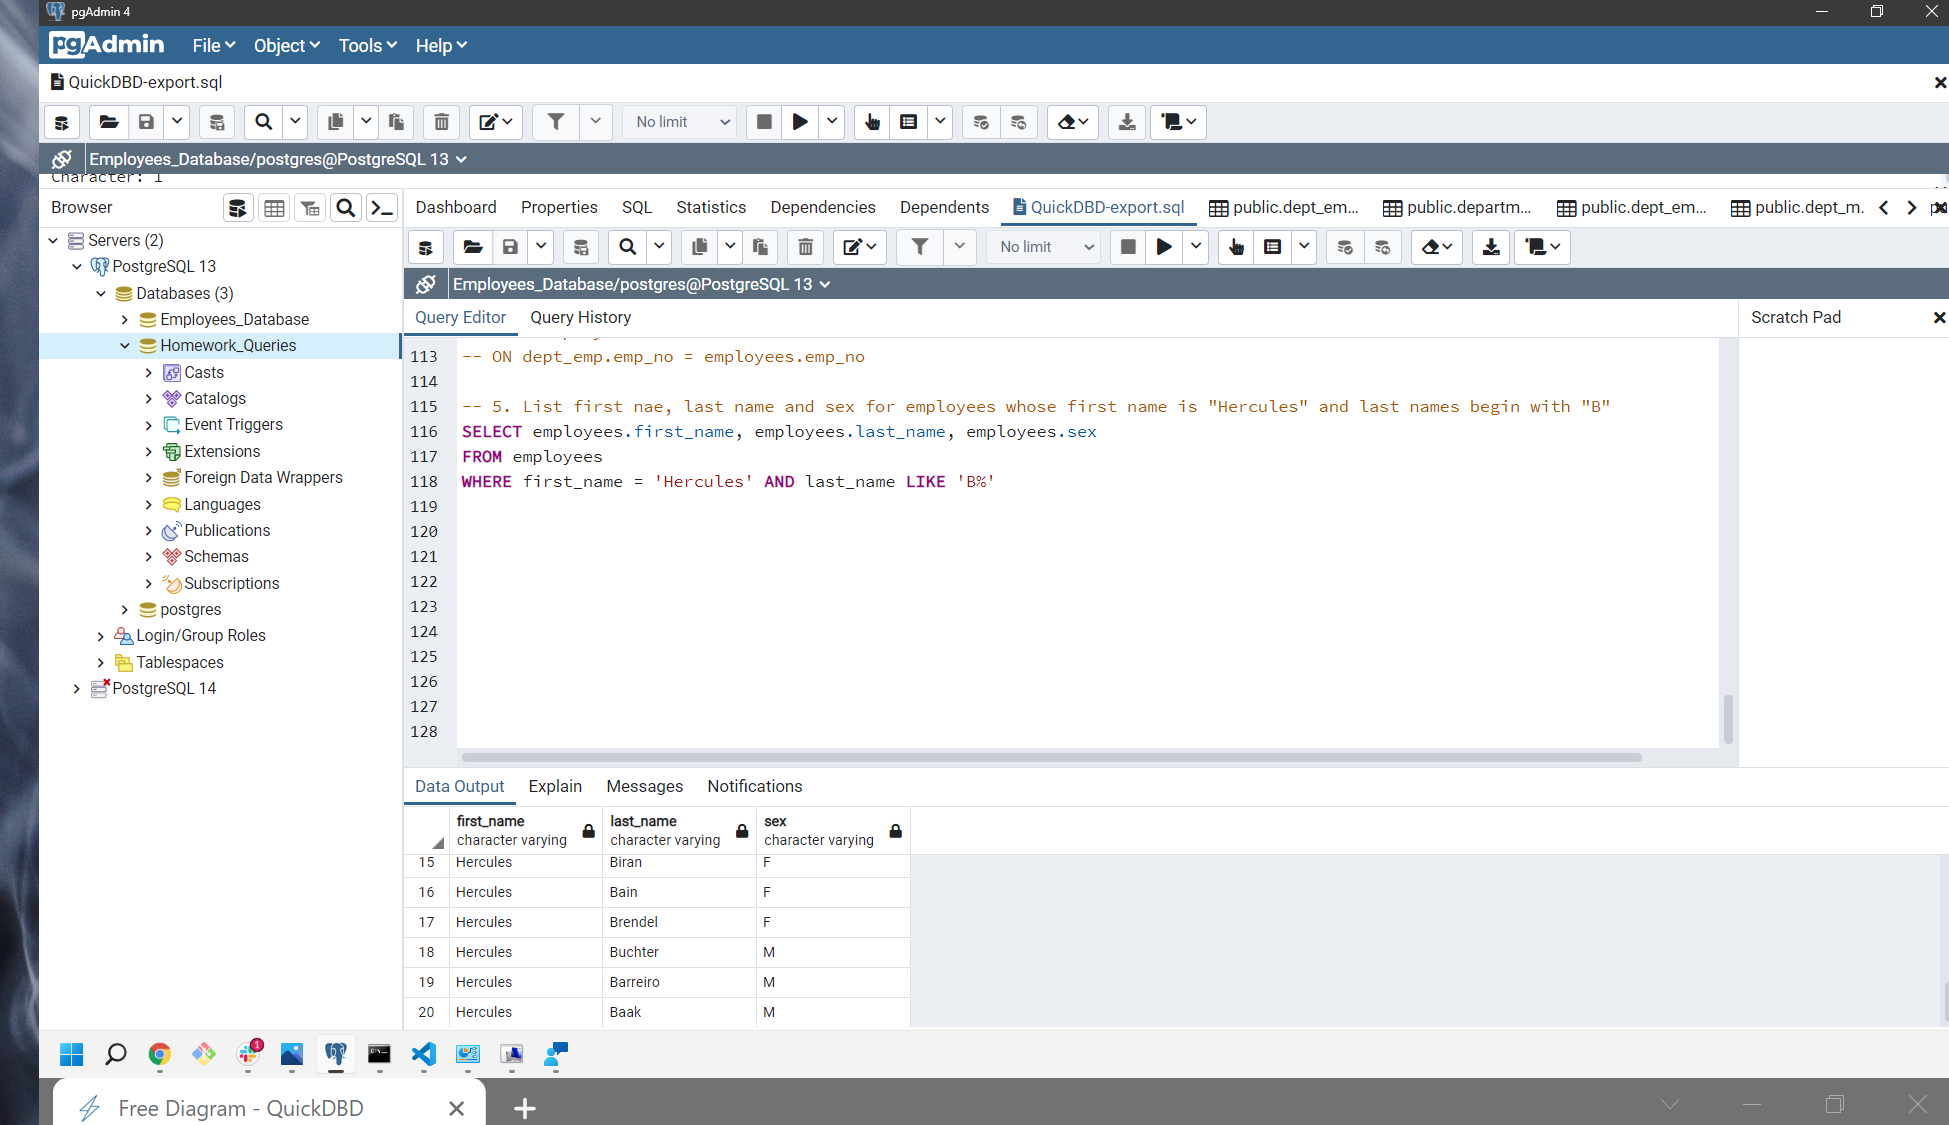 pgAdmin 4
pgAdmin File Object Tools Help
QuickDBD-export.sql
No limit
Employees_Database/postgres@PostgreSQL 13
Character: 1
Browser
Dashboard Properties SQL Statistics Dependencies Dependents QuickDBD-export.sql public.dept_em... public.departm... public.dept_em... public.dept_m.
Servers (2)
PostgreSQL 13
Databases (3)
Employees_Database
Homework_Queries
Casts
Catalogs
Event Triggers
Extensions
Foreign Data Wrappers
Languages
Publications
Schemas
Subscriptions
postgres
Login/Group Roles
Tablespaces
PostgreSQL 14
No limit
Employees_Database/postgres@PostgreSQL 13
Query Editor Query History
Scratch Pad
113 -- ON dept_emp.emp_no = employees.emp_no
114
115 -- 5. List first nae, last name and sex for employees whose first name is "Hercules" and last names begin with "B"
116 SELECT employees.first_name, employees.last_name, employees.sex
117 FROM employees
118 WHERE first_name = 'Hercules' AND last_name LIKE 'B%'
119
120
121
122
123
124
125
126
127
128
Data Output Explain Messages Notifications
first_name last_name sex
character varying character varying character varying
15 Hercules Biran F
16 Hercules Bain F
17 Hercules Brendel F
18 Hercules Buchter M
19 Hercules Barreiro M
20 Hercules Baak M
1
Free Diagram - QuickDBD